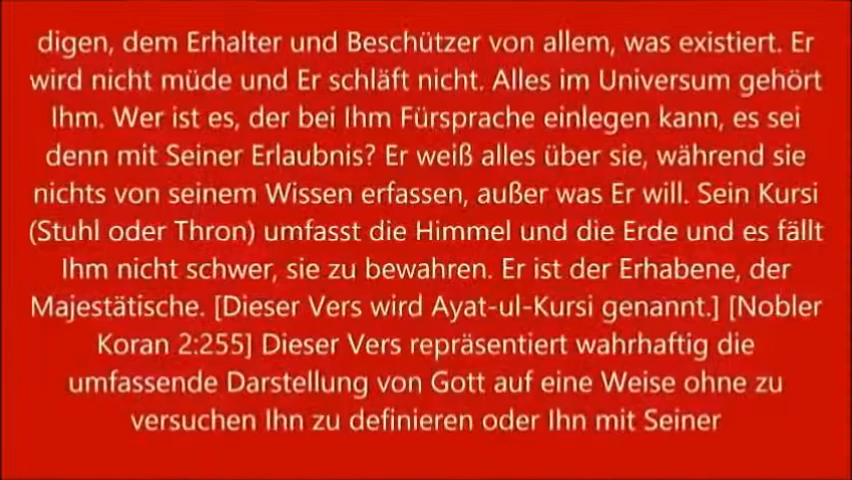 digen, dem Erhalter und Beschützer von allem, was existiert. Er
wird nicht müde und Er schläft nicht. Alles im Universum gehört
Ihm. Wer ist es, der bei Ihm Fürsprache einlegen kann, es sei
denn mit Seiner Erlaubnis? Er weiß alles über sie, während sie
nichts von seinem Wissen erfassen, außer was Er will. Sein Kursi
(Stuhl oder Thron) umfasst die Himmel und die Erde und es fällt
Ihm nicht schwer, sie zu bewahren. Er ist der Erhabene, der
Majestätische. [Dieser Vers wird Ayat-ul-Kursi genannt.] [Nobler
Koran 2:255] Dieser Vers repräsentiert wahrhaftig die
umfassende Darstellung von Gott auf eine Weise ohne zu
versuchen Ihn zu definieren oder Ihn mit Seiner